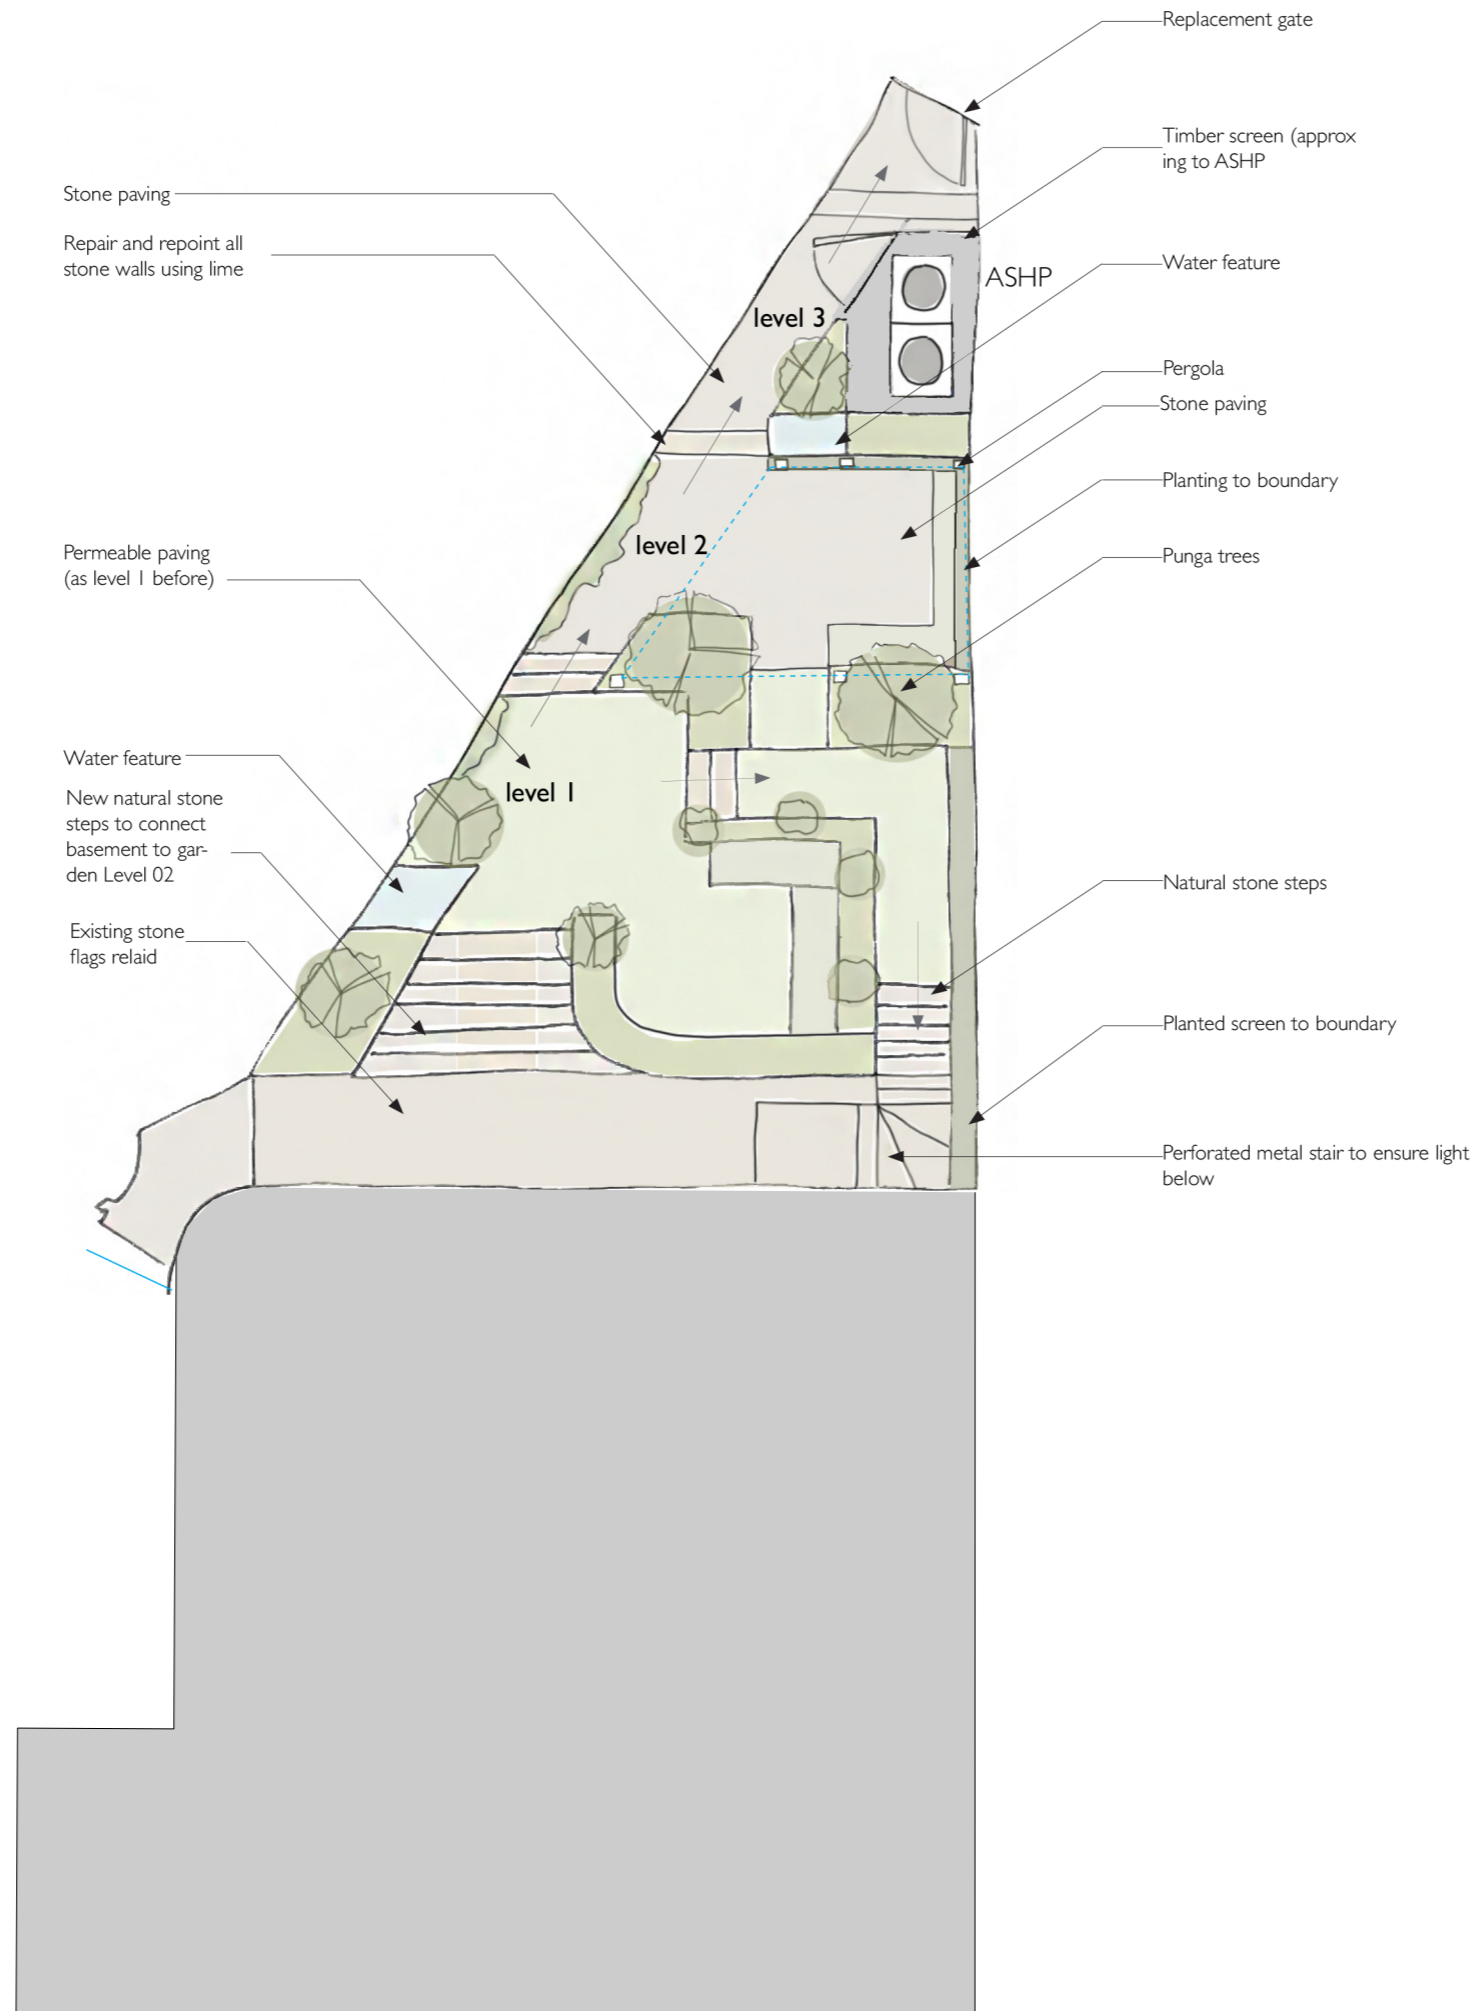 Replacement gate
Timber screen (approx
ing to ASHP
Stone paving
Repair and repoint all
stone walls using lime
Water feature
ASHP
level 3
Pergola
Stone paving
Planting to boundary
level 2
Permeable paving
(as level 1 before)
Punga trees
Water feature
level 1
New natural stone
steps to connect
basement to gar-
den Level 02
Natural stone steps
Existing stone
flags relaid
Planted screen to boundary
Perforated metal stair to ensure light
below